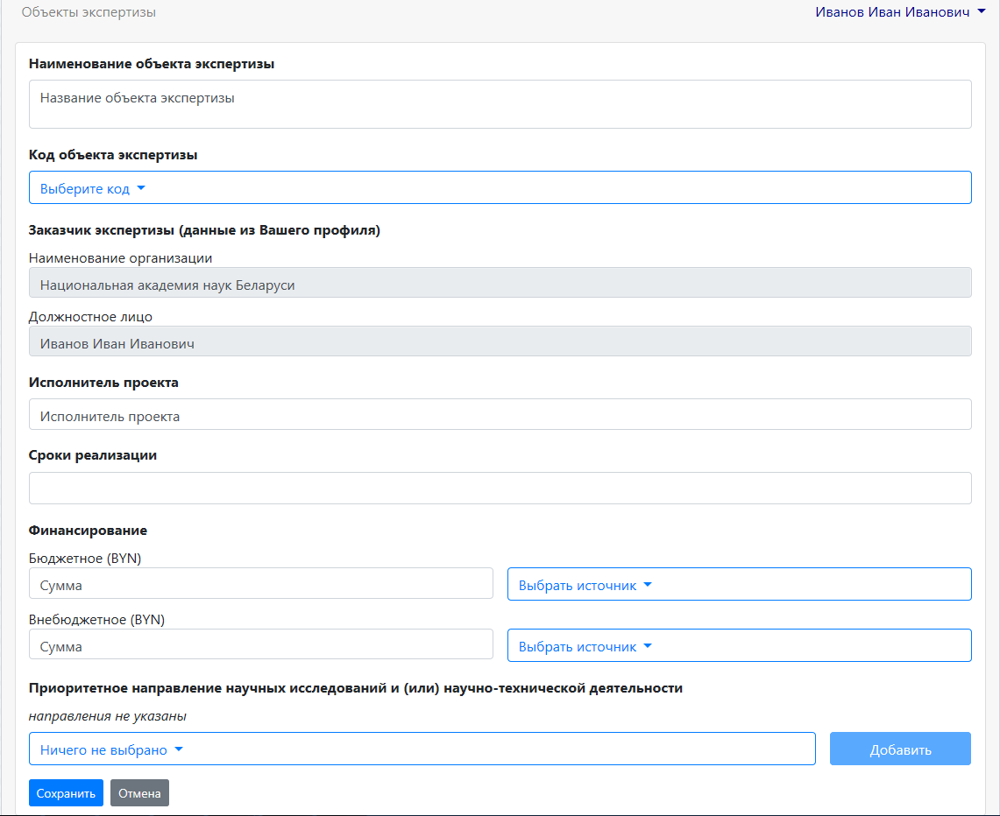 Объекты экспертизы
Иванов Иван Иванович
Наименование объекта экспертизы
Название объекта экспертизы
Код объекта экспертизы
Выберите код
Заказчик экспертизы (данные из Вашего профиля)
Наименование организации
Национальная академия наук Беларуси
Должностное лицо
Иванов Иван Иванович
Исполнитель проекта
Исполнитель проекта
Сроки реализации
Финансирование
Бюджетное (BYN)
Сумма
Выбрать источник
Внебюджетное (BYN)
Сумма
Выбрать источник
Приоритетное направление научных исследований и (или) научно-технической деятельности
направления не указаны
Ничего не выбрано
Добавить
Сохранить
Отмена